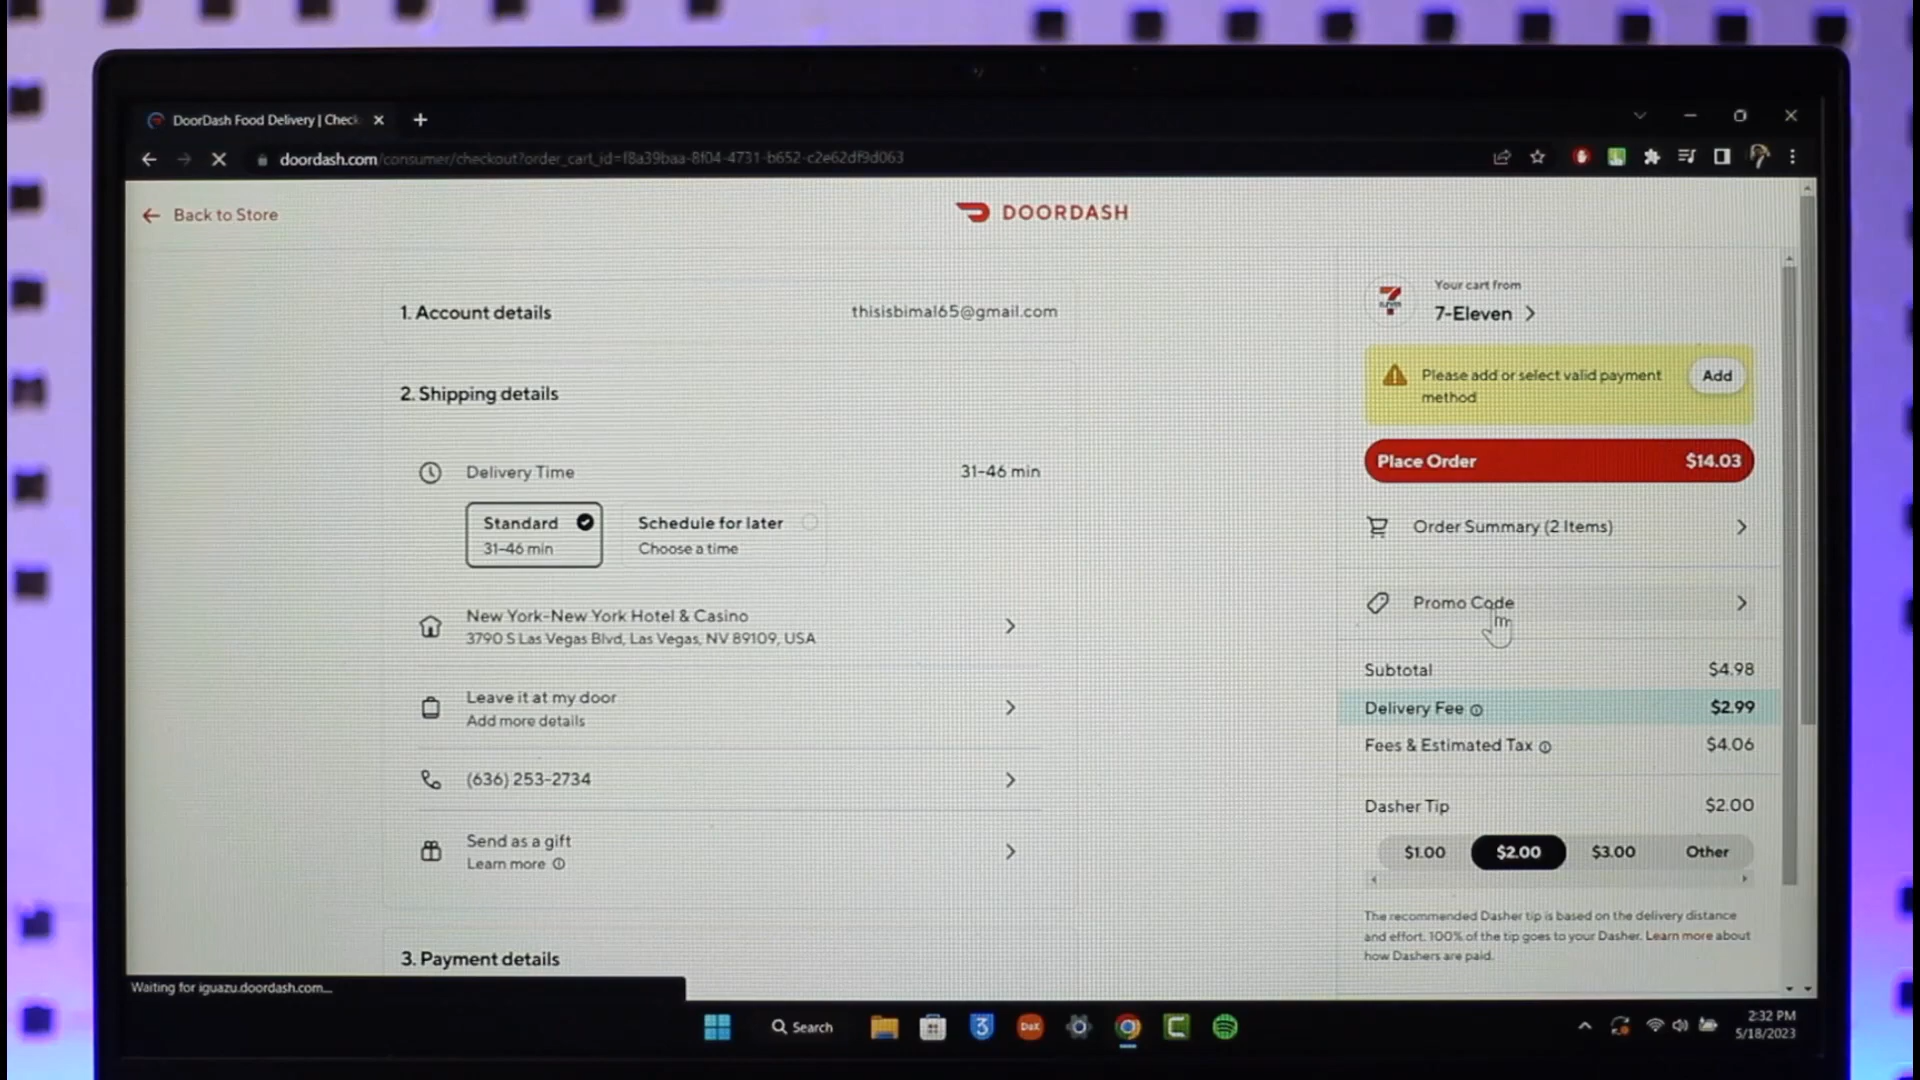 DoorDash Food Delivery | Check
doordash.com/consumer/checkout?order_cart_id=f8a39baa-8f04-4731-b652-c2e62df9d063
Back to Store
DOORDASH
1. Account details
thisisbimal65@gmail.com
2. Shipping details
Delivery Time
31-46 min
Standard
31-46 min
Schedule for later
Choose a time
New York-New York Hotel & Casino
3790 S Las Vegas Blvd, Las Vegas, NV 89109, USA
Leave it at my door
Add more details
(636) 253-2734
Send as a gift
Learn more
3. Payment details
Your cart from
7-Eleven
Please add or select valid payment
method
Add
Place Order $14.03
Order Summary (2 Items)
Promo Code
Subtotal $4.98
Delivery Fee $2.99
Fees & Estimated Tax $4.06
Dasher Tip $2.00
$1.00 $2.00 $3.00 Other
The recommended Dasher tip is based on the delivery distance
and effort. 100% of the tip goes to your Dasher. Learn more about
how Dashers are paid.
Waiting for iguazu.doordash.com...
Search
2:32 PM
5/18/2023